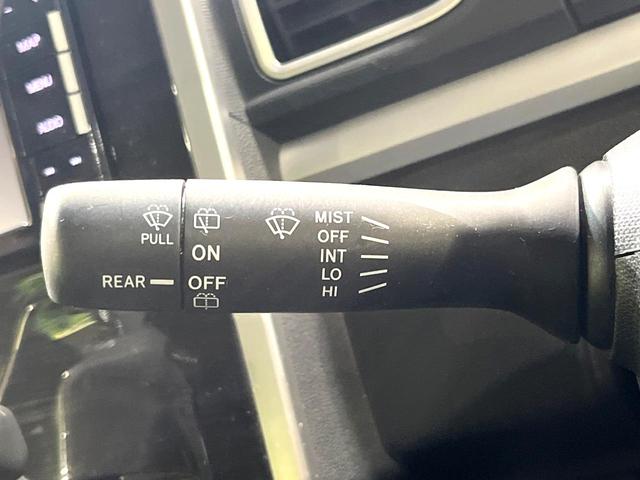 MAP
MENU
AUDIO
PULL
REAR
ON
OFF
MIST
OFF
INT
LO
HI